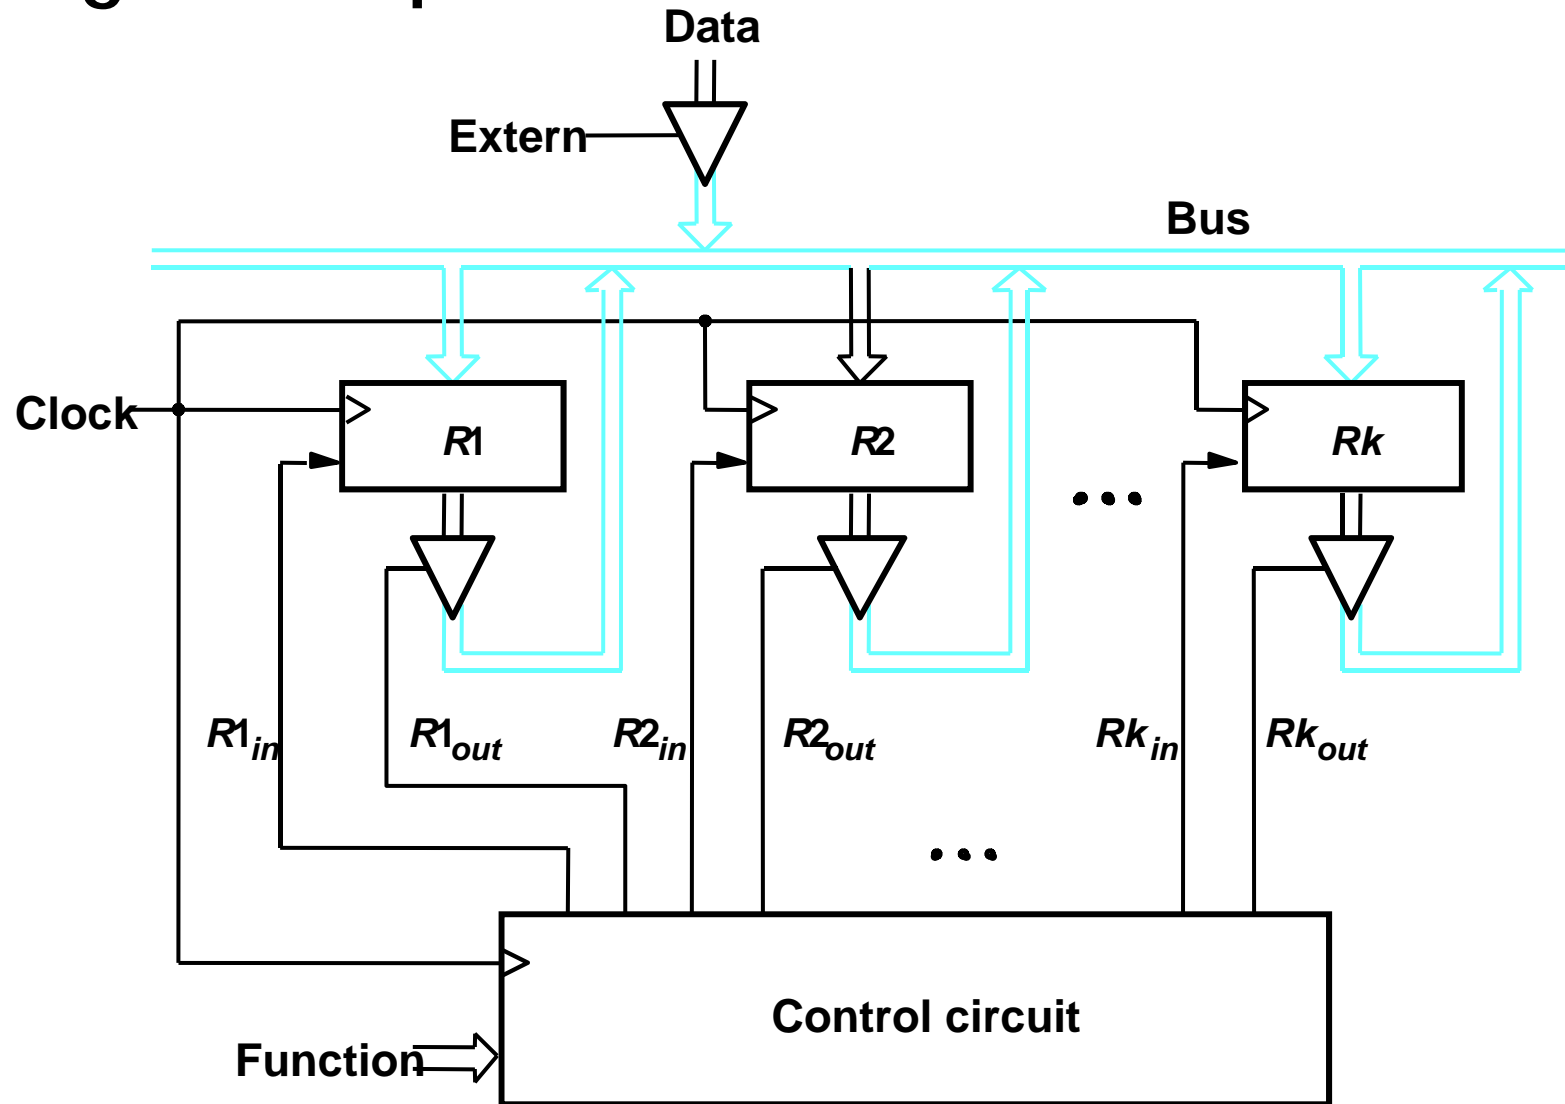 Data
Extern
Bus
Clock
R1
R2
Rk
R1in
R1out
R2in
R2out
Rkin
Rkout
Control circuit
Function